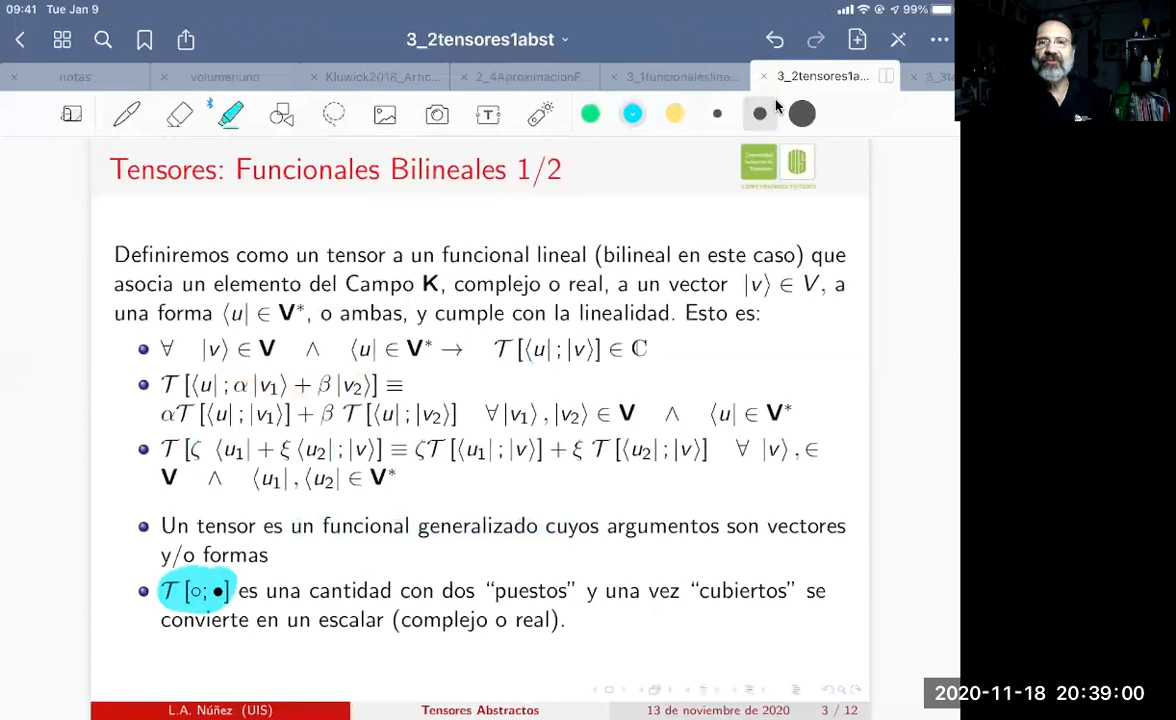 09:41 Tue Jan 9
99%
3_2tensores1abst
notas
volumenuno
Kluwick2018_Artic...
2_4AproximacionF...
3_1funcionalesline...
3_2tensores1a...
3_3te
Tensores: Funcionales Bilineales 1/2
Definiremos como un tensor a un funcional lineal (bilineal en este caso) que
asocia un elemento del Campo K, complejo o real, a un vector |v⟩ ∈ V, a
una forma ⟨u| ∈ V*, o ambas, y cumple con la linealidad. Esto es:
∀ |v⟩ ∈ V ∧ ⟨u| ∈ V* → 𝒯 [⟨u| ; |v⟩] ∈ ℂ
𝒯 [⟨u| ; α |v₁⟩ + β |v₂⟩] ≡
α𝒯 [⟨u| ; |v₁⟩] + β 𝒯 [⟨u| ; |v₂⟩] ∀ |v₁⟩ , |v₂⟩ ∈ V ∧ ⟨u| ∈ V*
𝒯 [ζ ⟨u₁| + ξ ⟨u₂| ; |v⟩] ≡ ζ𝒯 [⟨u₁| ; |v⟩] + ξ 𝒯 [⟨u₂| ; |v⟩] ∀ |v⟩ , ∈
V ∧ ⟨u₁| , ⟨u₂| ∈ V*
Un tensor es un funcional generalizado cuyos argumentos son vectores
y/o formas
𝒯 [○; ●] es una cantidad con dos “puestos” y una vez “cubiertos” se
convierte en un escalar (complejo o real).
L.A. Núñez (UIS)
Tensores Abstractos
13 de noviembre de 2020
3 / 12
2020-11-18 20:39:00